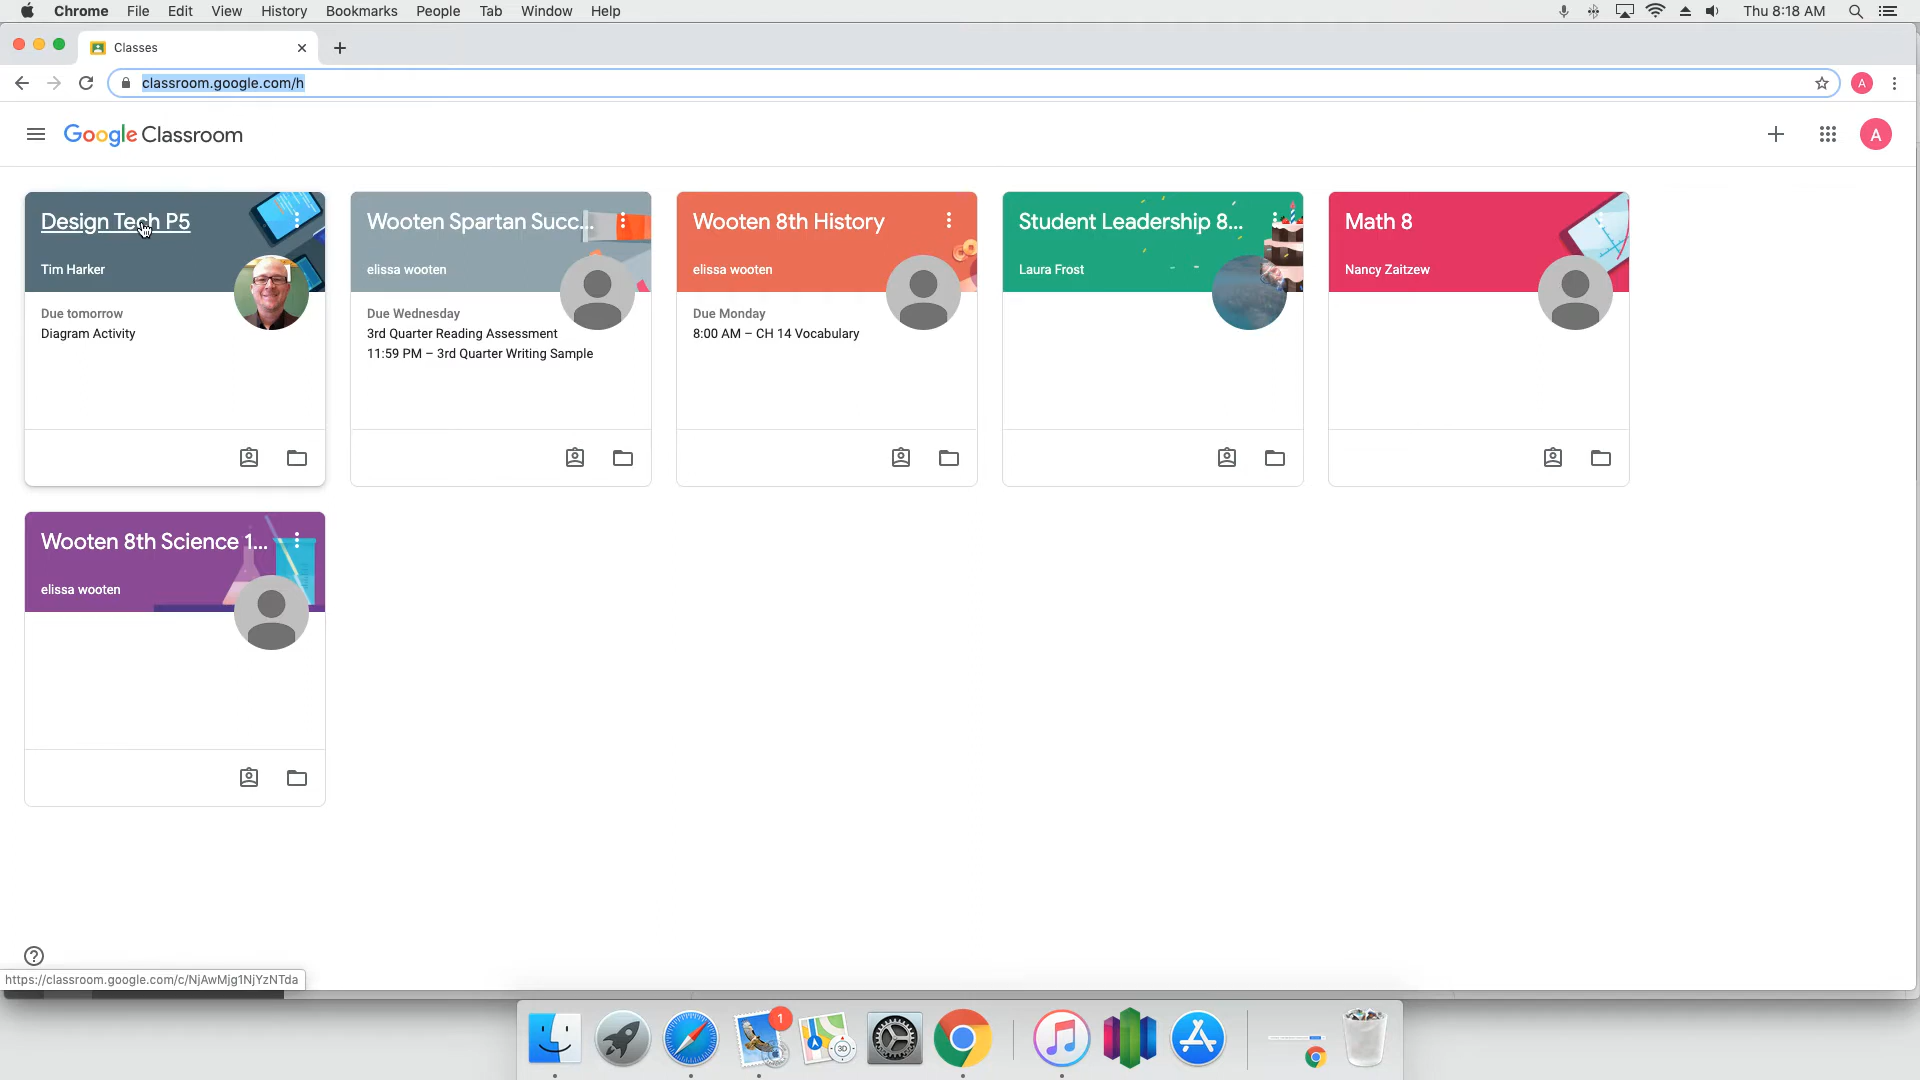 Chrome File Edit View History Bookmarks People Tab Window Help
Thu 8:18 AM
Classes
classroom.google.com/h
A
Google Classroom
A
Design Tech P5
Tim Harker
Due tomorrow
Diagram Activity
Wooten Spartan Succ...
elissa wooten
Due Wednesday
3rd Quarter Reading Assessment
11:59 PM – 3rd Quarter Writing Sample
Wooten 8th History
elissa wooten
Due Monday
8:00 AM – CH 14 Vocabulary
Student Leadership 8...
Laura Frost
Math 8
Nancy Zaitzew
Wooten 8th Science 1...
elissa wooten
https://classroom.google.com/c/NjAwMjg1NjYzNTda
1
3D